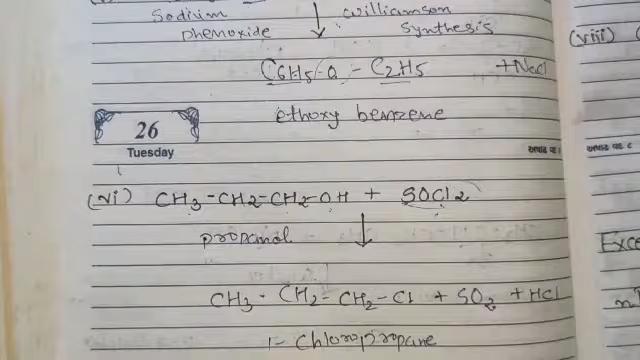 Sodium Williamson
phenoxide Synthesis
(viii)
C6H5-O-C2H5 + NaCl
ethoxy benzene
26
Tuesday
(vi) CH3-CH2-CH2-OH + SOCl2
propanol
CH3-CH2-CH2-Cl + SO2 + HCl
1- Chloropropane